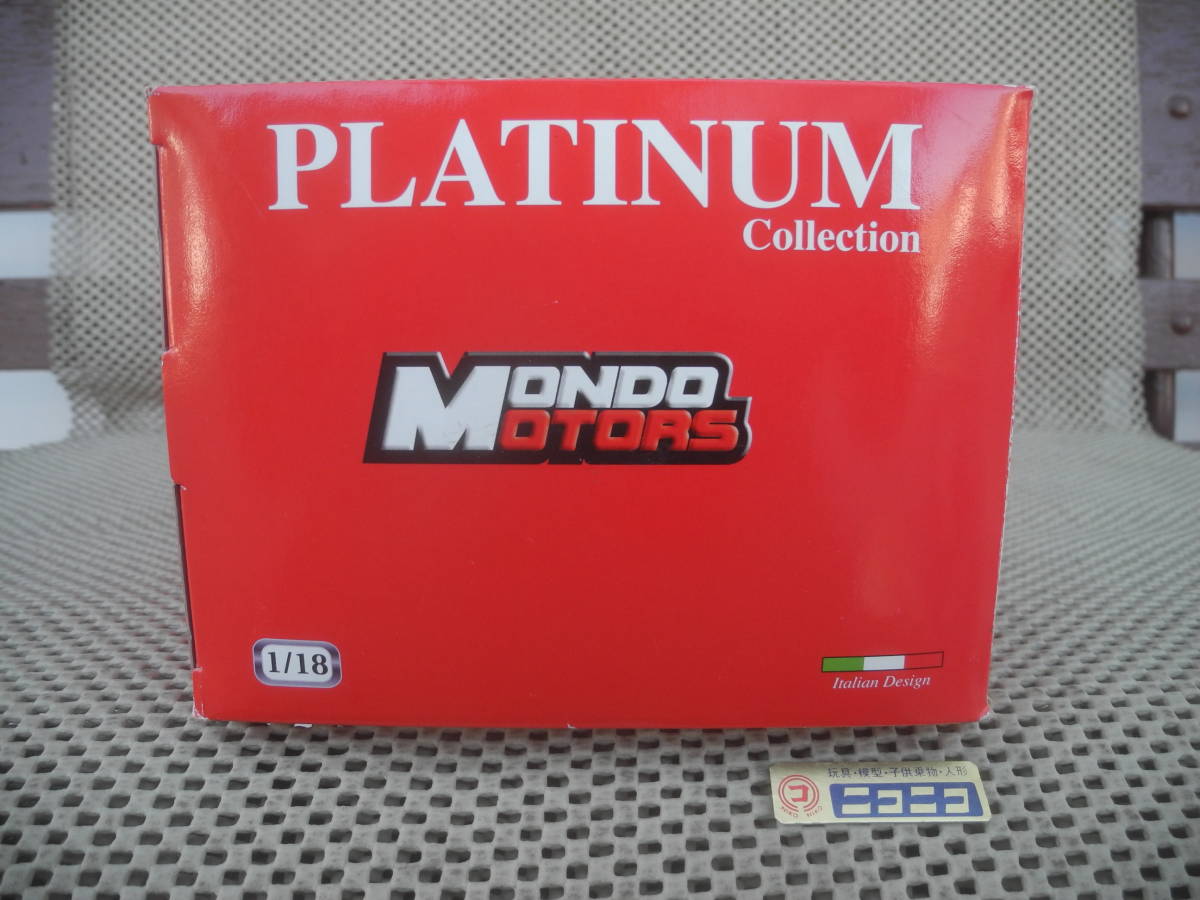 PLATINUM
Collection
MONDO
MOTORS
1/18
Italian Design
玩具・模型・子供乗物・人形
コ
ニコニコ